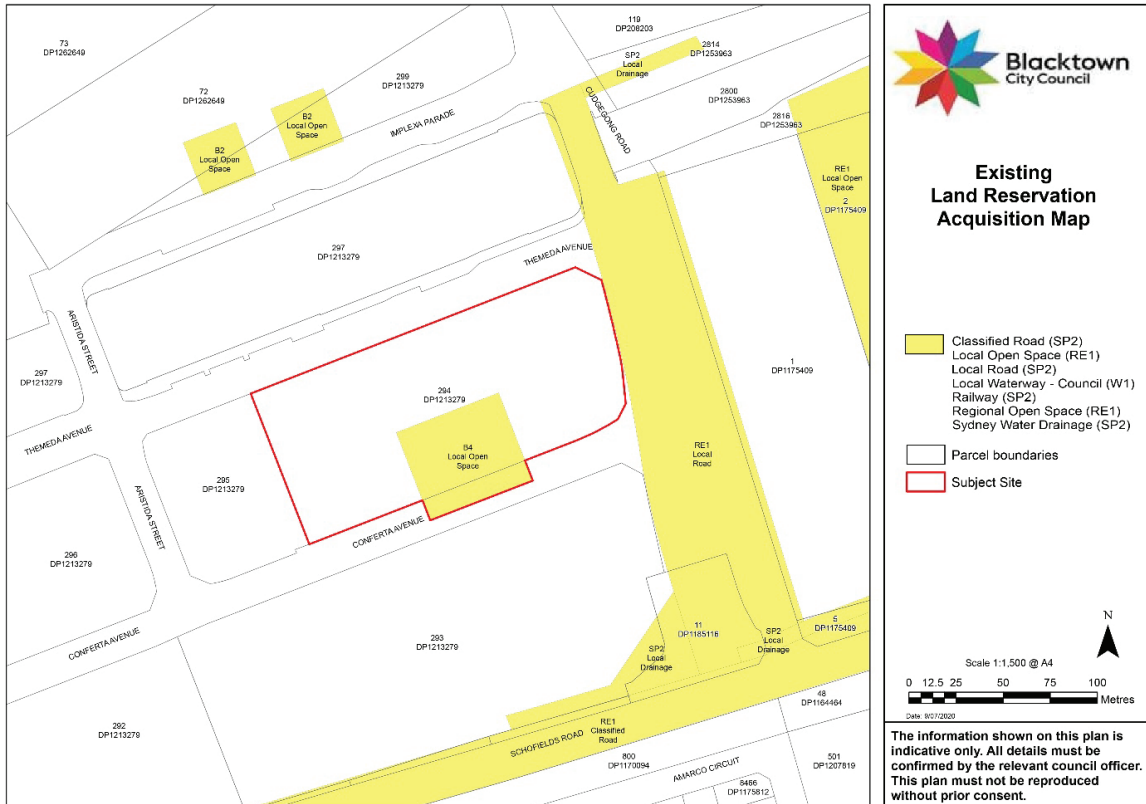 73
DP1262649
119
DP208203
2814
DP1253963
SP2
Local
Drainage
299
DP1213279
72
DP1262649
2800
DP1253963
CUDGEGONG ROAD
B2
Local Open
Space
IMPLEXA PARADE
2816
DP1253963
B2
Local Open
Space
RE1
Local Open
Space
2
DP1175409
297
DP1213279
THEMEDA AVENUE
ARISTIDA STREET
297
DP1213279
1
DP1175409
294
DP1213279
THEMEDA AVENUE
B4
Local Open
Space
RE1
Local
Road
295
DP1213279
ARISTIDA STREET
CONFERTA AVENUE
296
DP1213279
CONFERTA AVENUE
293
DP1213279
11
DP1185116
SP2
Local
Drainage
5
DP1175409
SP2
Local
Drainage
48
DP1164464
292
DP1213279
RE1
Classified
Road
SCHOFIELDS ROAD
800
DP1170094
AMARCO CIRCUIT
501
DP1207819
8466
DP1175812
Blacktown
City Council
Existing
Land Reservation
Acquisition Map
Classified Road (SP2)
Local Open Space (RE1)
Local Road (SP2)
Local Waterway - Council (W1)
Railway (SP2)
Regional Open Space (RE1)
Sydney Water Drainage (SP2)
Parcel boundaries
Subject Site
N
Scale 1:1,500 @ A4
0 12.5 25 50 75 100
Metres
Date: 9/07/2020
The information shown on this plan is
indicative only. All details must be
confirmed by the relevant council officer.
This plan must not be reproduced
without prior consent.